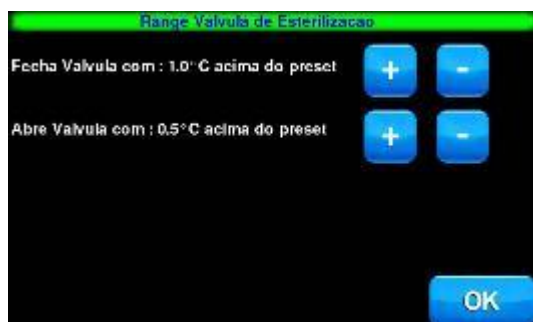 Range Valvula de Esterilizacao
Fecha Valvula com : 1.0°C acima do preset + -
Abre Valvula com : 0.5°C acima do preset + -
OK